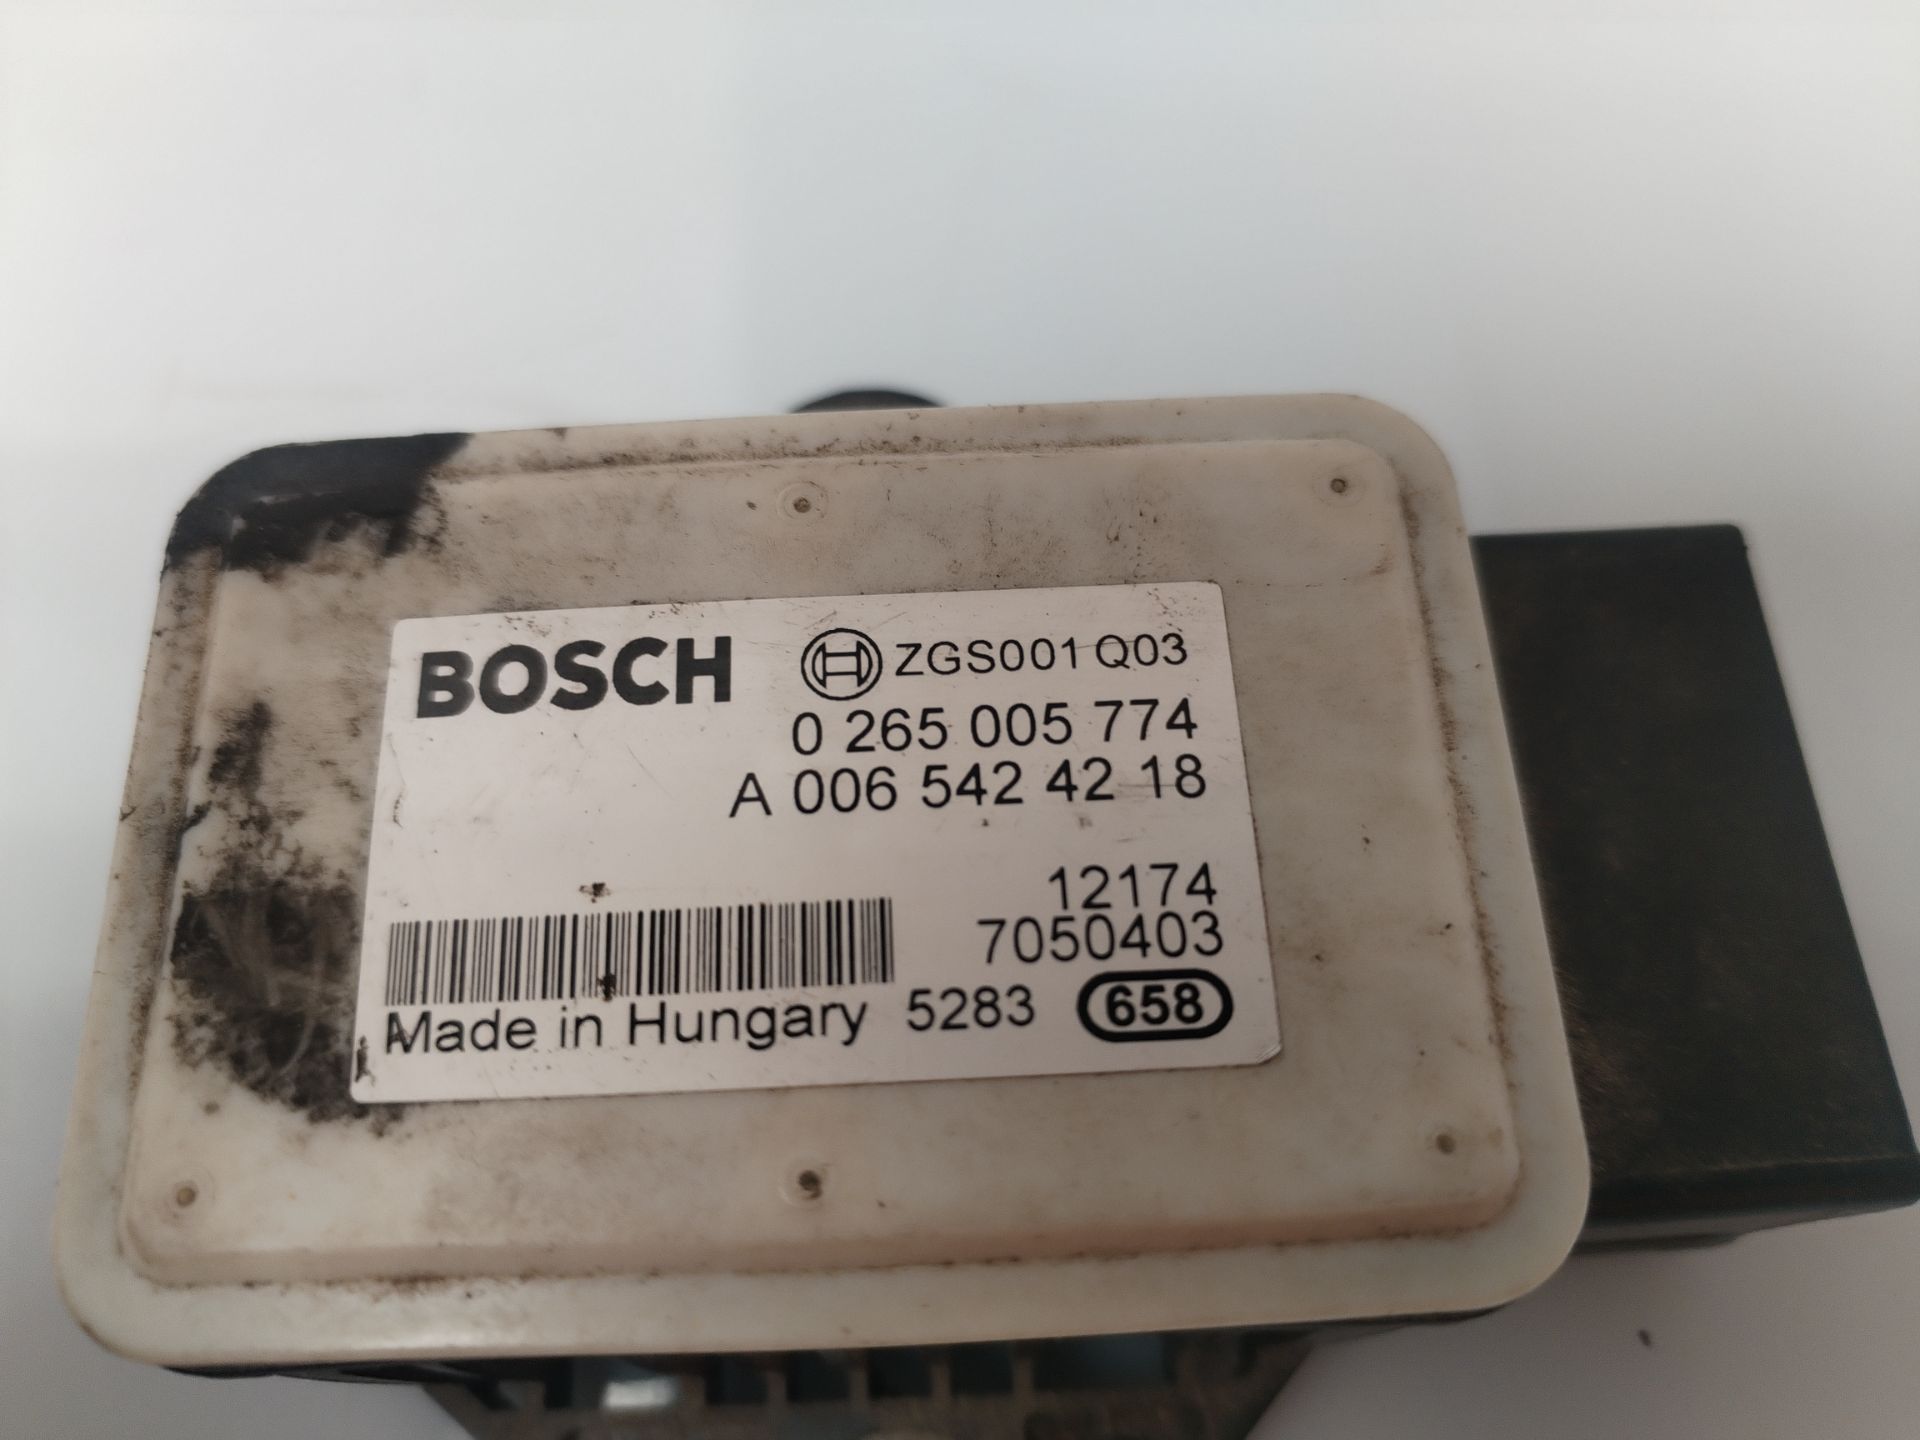 BOSCH ZGS001 Q03
0 265 005 774
A 006 542 42 18
12174
7050403
Made in Hungary 5283 658